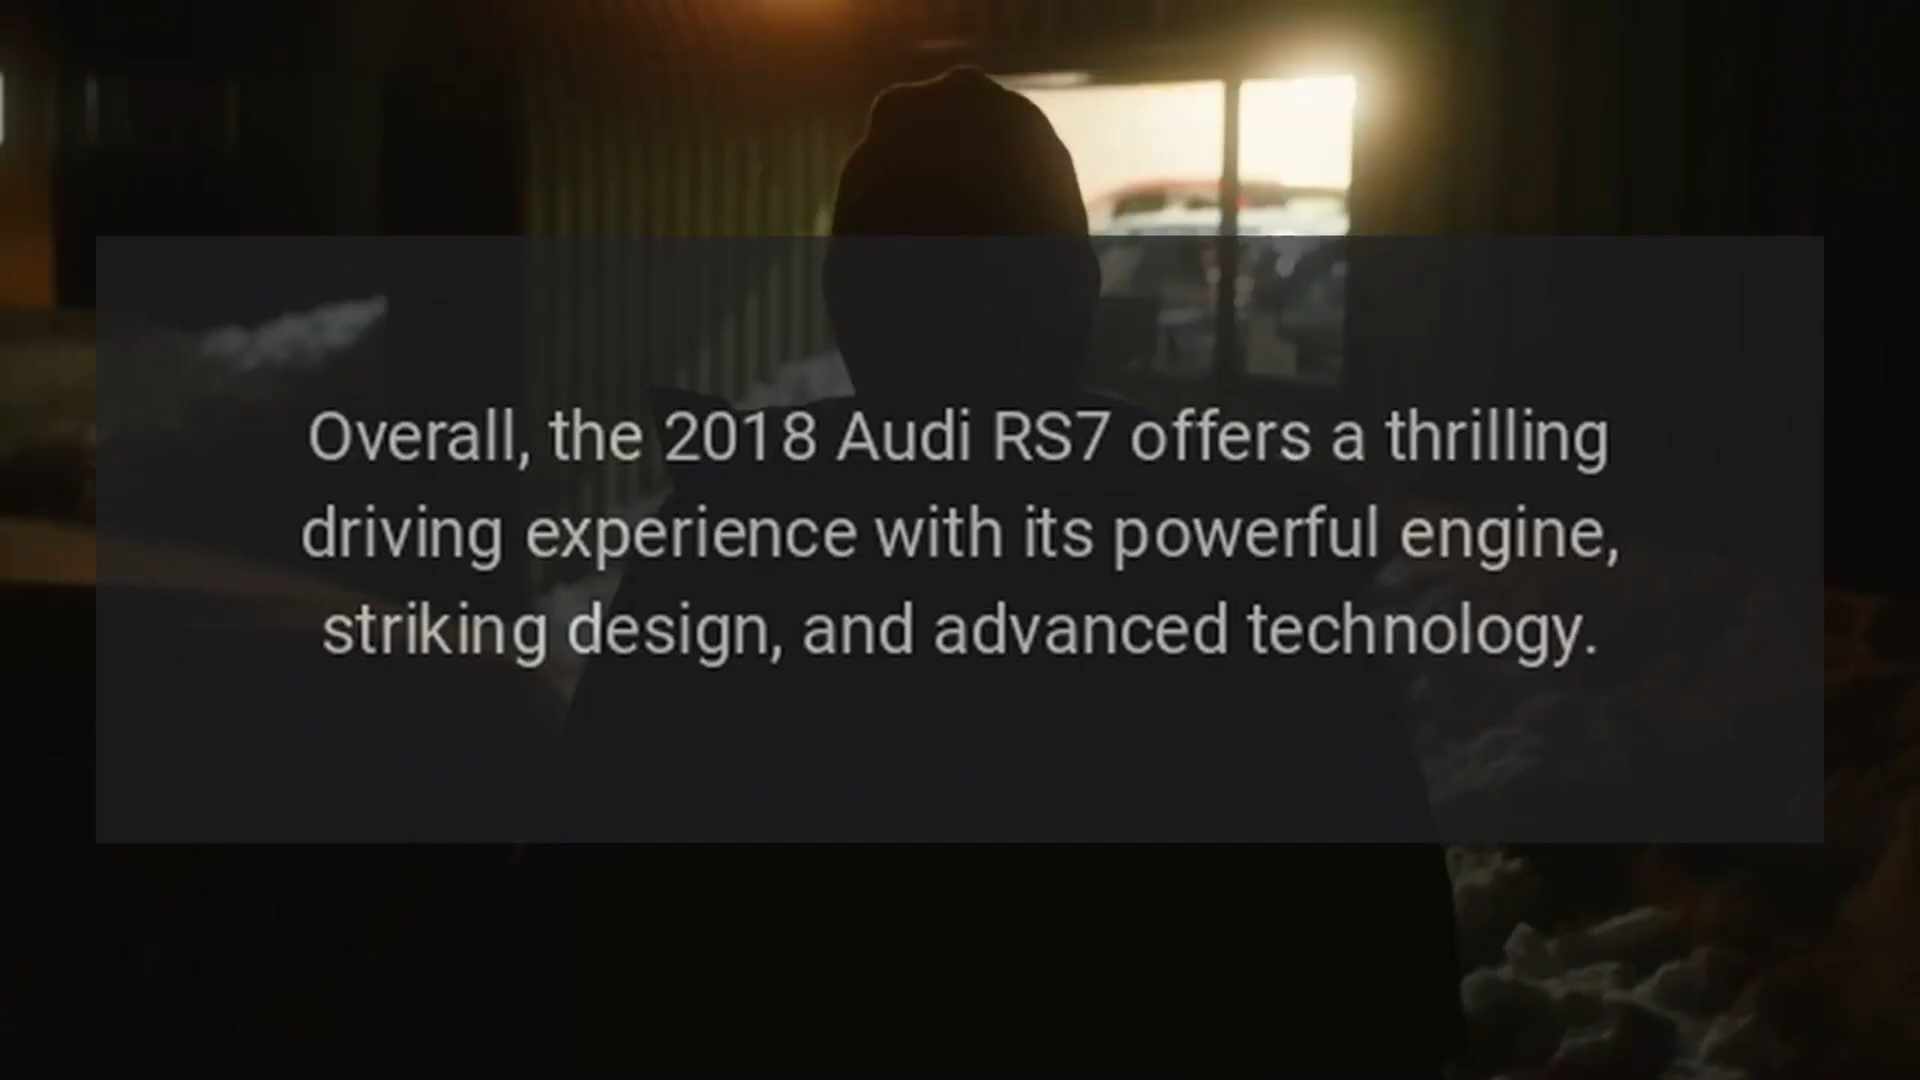 Overall, the 2018 Audi RS7 offers a thrilling
driving experience with its powerful engine,
striking design, and advanced technology.